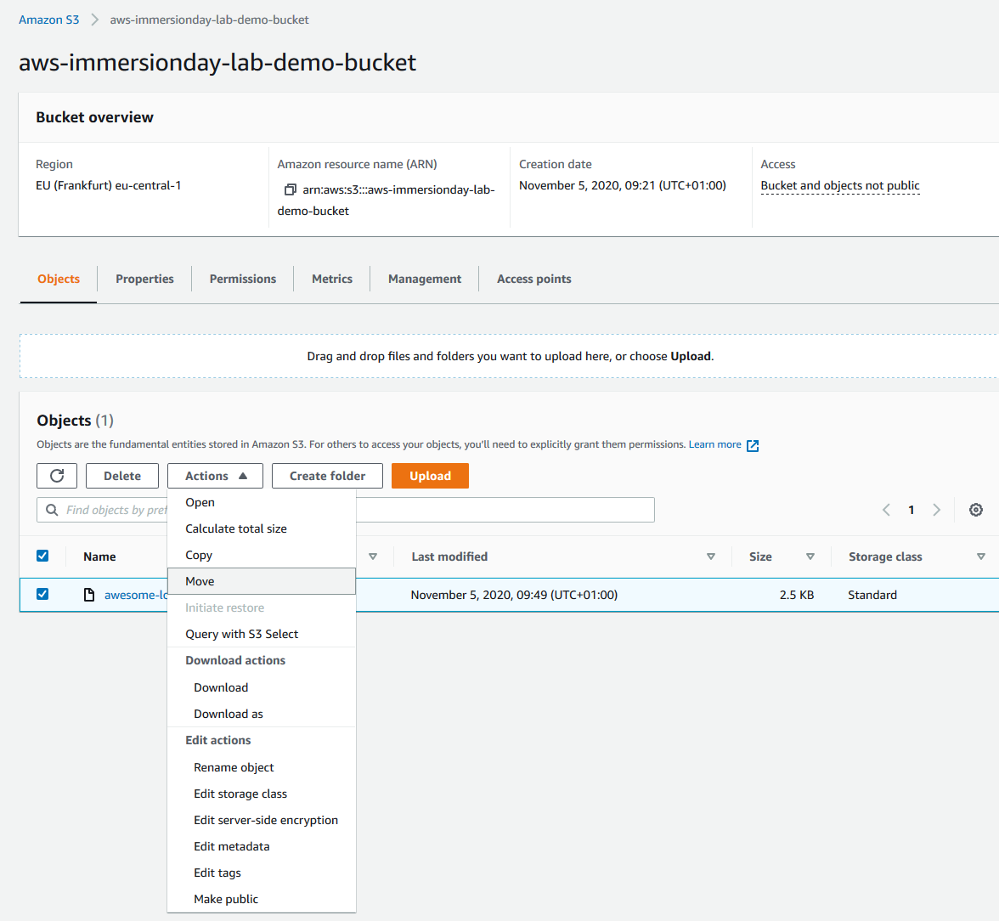 Amazon S3 > aws-immersionday-lab-demo-bucket
aws-immersionday-lab-demo-bucket
Bucket overview
Region
EU (Frankfurt) eu-central-1
Amazon resource name (ARN)
arn:aws:s3:::aws-immersionday-lab-
demo-bucket
Creation date
November 5, 2020, 09:21 (UTC+01:00)
Access
Bucket and objects not public
Objects Properties Permissions Metrics Management Access points
Drag and drop files and folders you want to upload here, or choose Upload.
Objects (1)
Objects are the fundamental entities stored in Amazon S3. For others to access your objects, you'll need to explicitly grant them permissions. Learn more
Delete Actions Create folder Upload
Find objects by pref
1
Name Last modified Size Storage class
awesome-lo November 5, 2020, 09:49 (UTC+01:00) 2.5 KB Standard
Open
Calculate total size
Copy
Move
Initiate restore
Query with S3 Select
Download actions
Download
Download as
Edit actions
Rename object
Edit storage class
Edit server-side encryption
Edit metadata
Edit tags
Make public